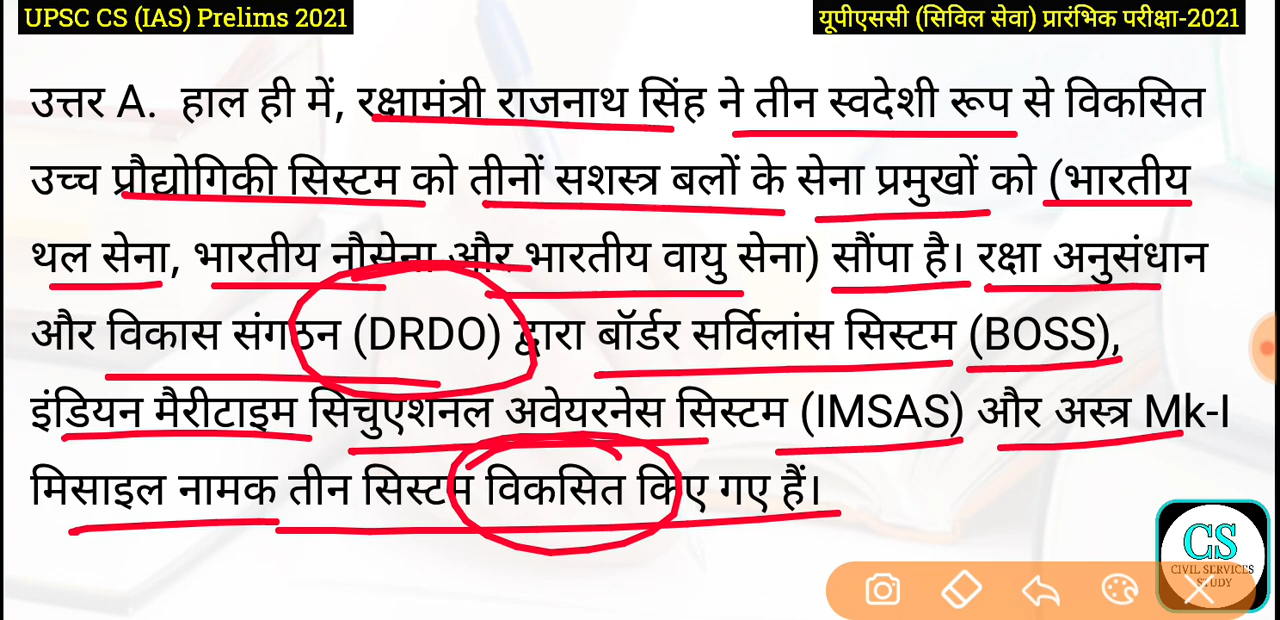 UPSC CS (IAS) Prelims 2021
यूपीएससी (सिविल सेवा) प्रारंभिक परीक्षा-2021
उत्तर A. हाल ही में, रक्षामंत्री राजनाथ सिंह ने तीन स्वदेशी रूप से विकसित
उच्च प्रौद्योगिकी सिस्टम को तीनों सशस्त्र बलों के सेना प्रमुखों को (भारतीय
थल सेना, भारतीय नौसेना और भारतीय वायु सेना) सौंपा है। रक्षा अनुसंधान
और विकास संगठन (DRDO) द्वारा बॉर्डर सर्विलांस सिस्टम (BOSS),
इंडियन मैरीटाइम सिचुएशनल अवेयरनेस सिस्टम (IMSAS) और अस्त्र Mk-I
मिसाइल नामक तीन सिस्टम विकसित किए गए हैं।
CS
CIVIL SERVICES
STUDY